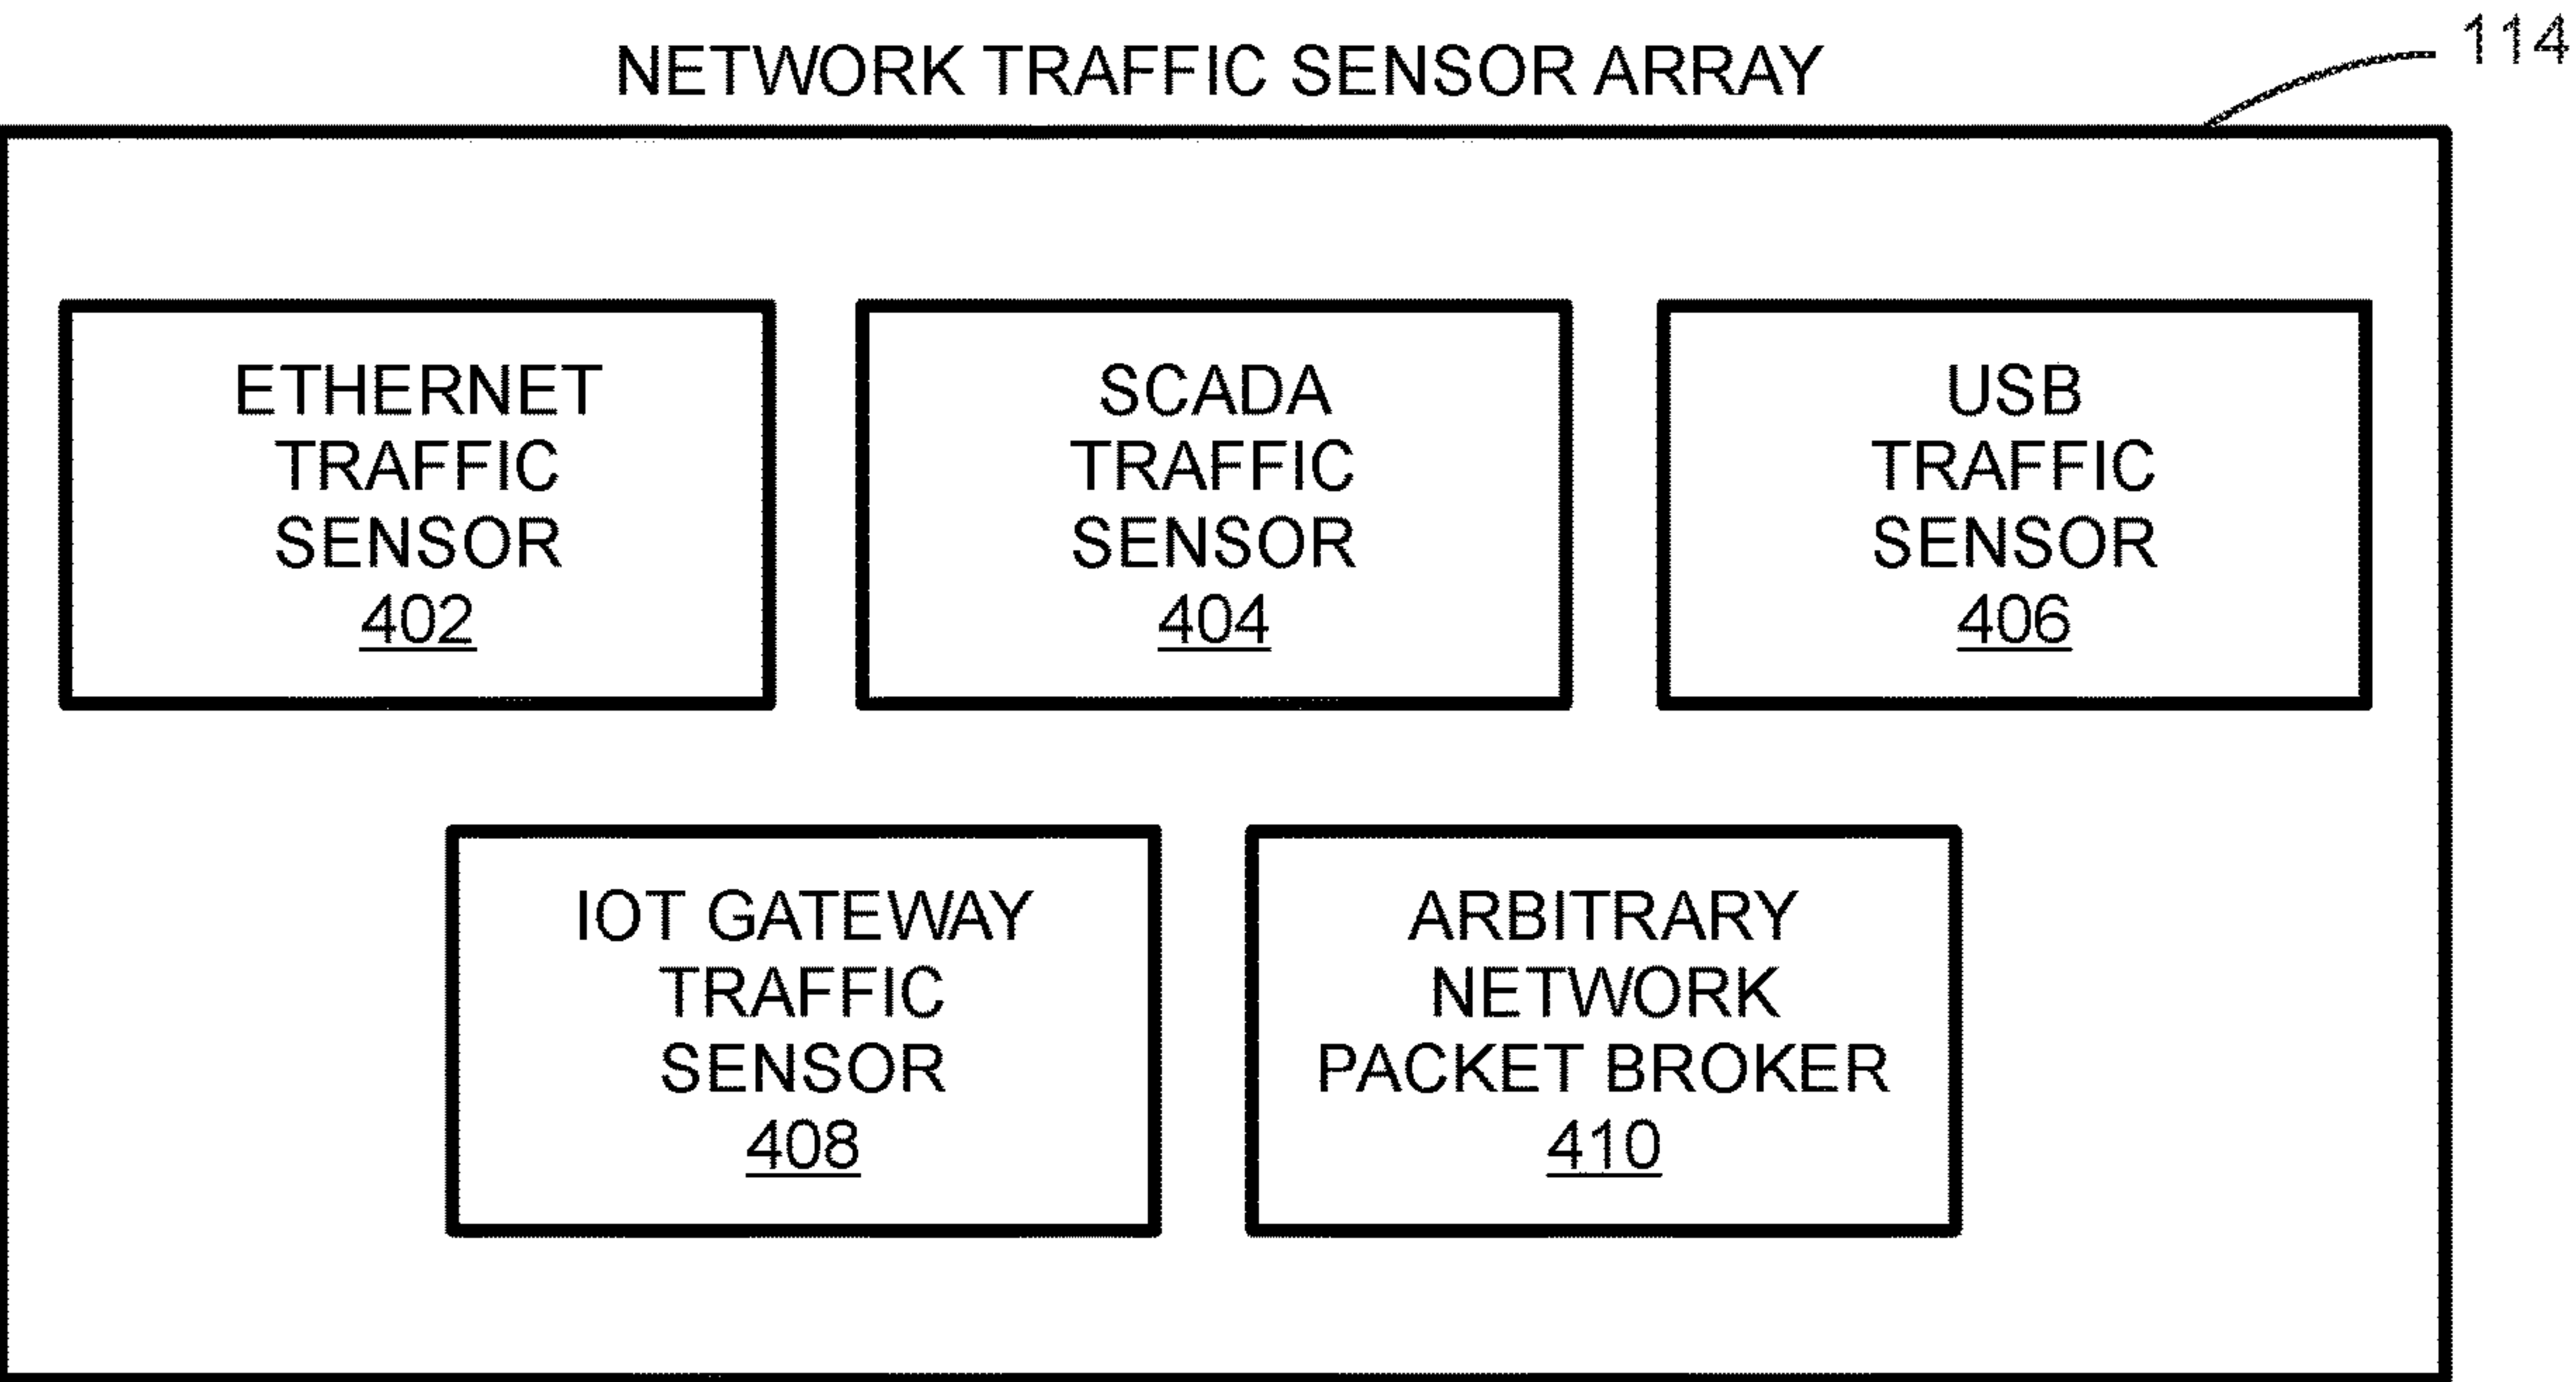 114
NETWORK TRAFFIC SENSOR ARRAY
ETHERNET
TRAFFIC
SENSOR
402
SCADA
TRAFFIC
SENSOR
404
USB
TRAFFIC
SENSOR
406
IOT GATEWAY
TRAFFIC
SENSOR
408
ARBITRARY
NETWORK
PACKET BROKER
410